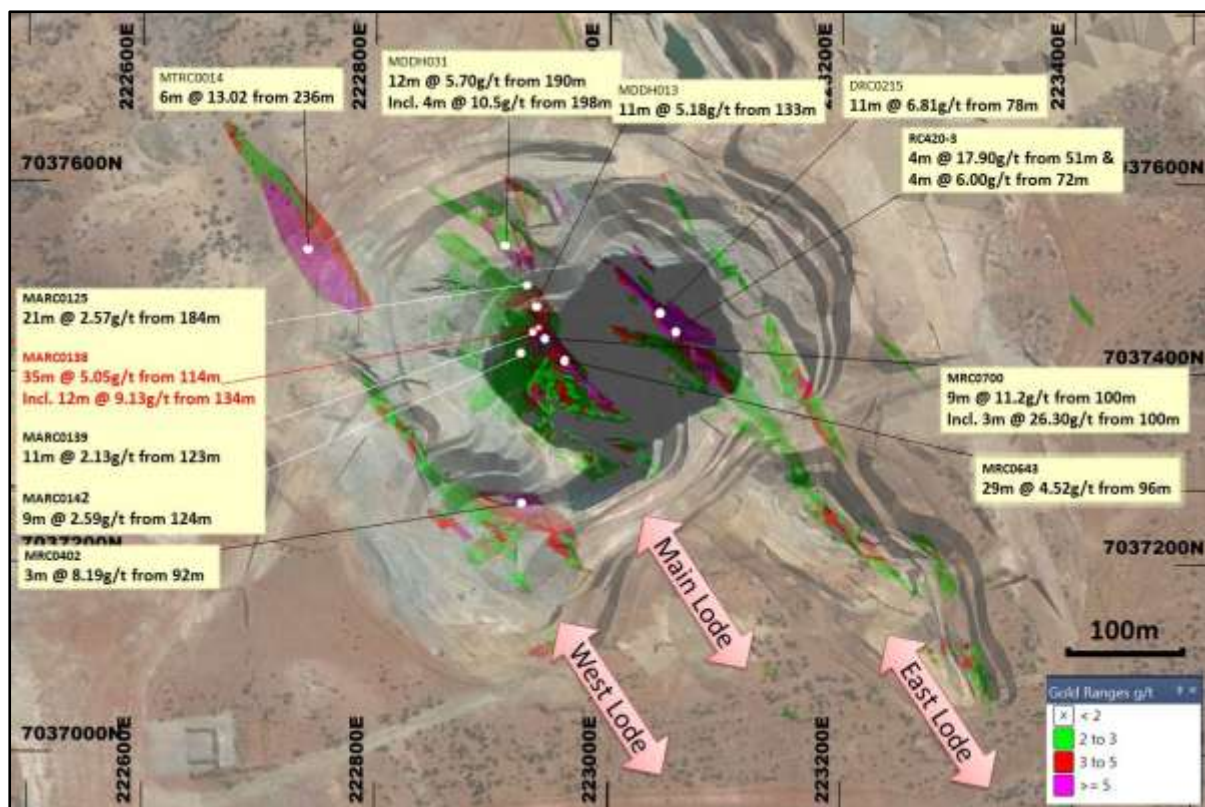 222600E
222800E
223000E
223200E
223400E
MTRC0014
6m @ 13.02 from 236m
MDDH031
12m @ 5.70g/t from 190m
Incl. 4m @ 10.5g/t from 198m
MDDH013
11m @ 5.18g/t from 133m
DRC0215
11m @ 6.81g/t from 78m
RC420-3
4m @ 17.90g/t from 51m &
4m @ 6.00g/t from 72m
7037600N
7037600N
MARC0125
21m @ 2.57g/t from 184m
MARC0138
35m @ 5.05g/t from 114m
Incl. 12m @ 9.13g/t from 134m
MARC0139
11m @ 2.13g/t from 123m
MARC0142
9m @ 2.59g/t from 124m
7037400N
MRC0700
9m @ 11.2g/t from 100m
Incl. 3m @ 26.30g/t from 100m
MRC0643
29m @ 4.52g/t from 96m
7037200N
MRC0402
3m @ 8.19g/t from 92m
7037200N
Main Lode
West Lode
East Lode
100m
7037000N
222600E
222800E
223000E
223200E
Gold Ranges g/t
x < 2
2 to 3
3 to 5
>= 5